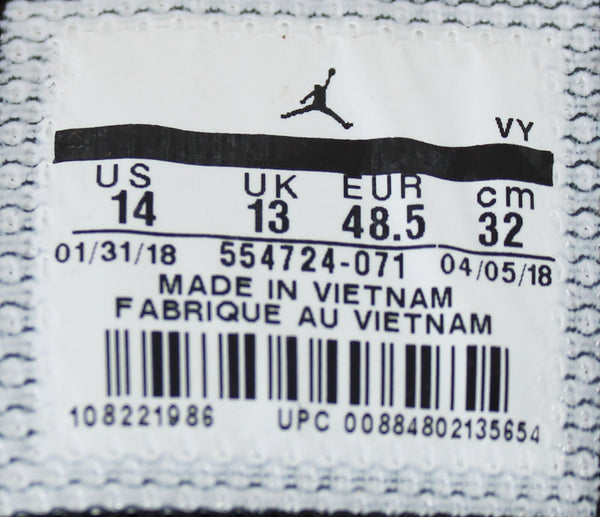 VY
US UK EUR cm
14 13 48.5 32
01/31/18 554724-071 04/05/18
MADE IN VIETNAM
FABRIQUE AU VIETNAM
108221986 UPC 00884802135654